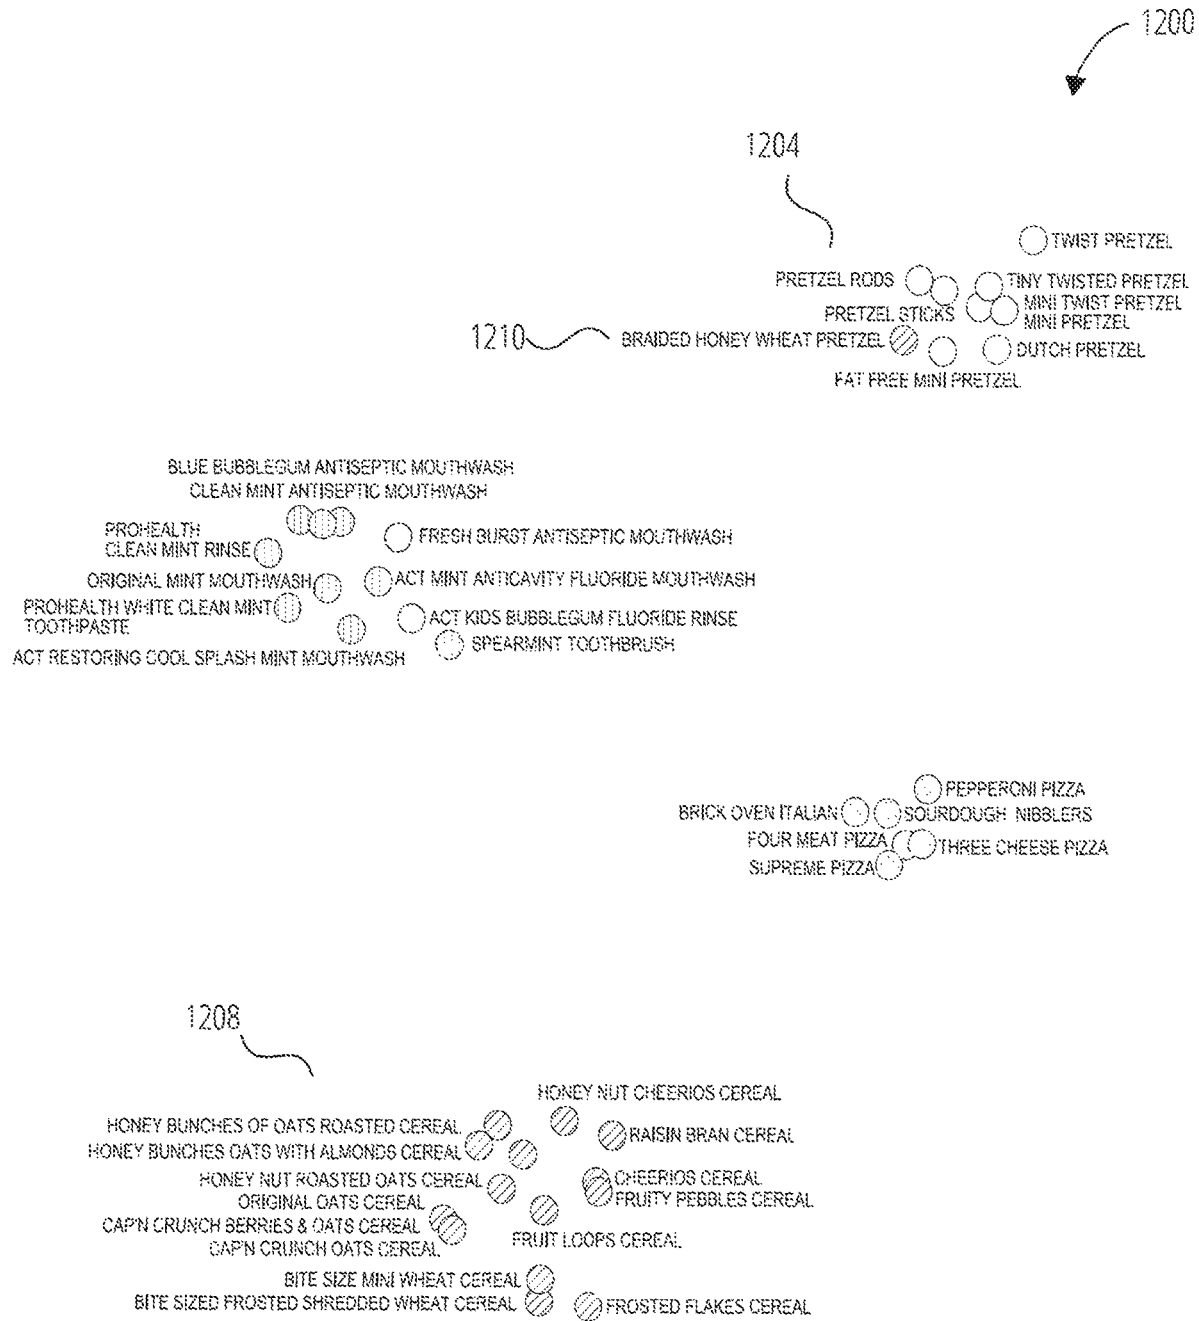 1200
1204
TWIST PRETZEL
PRETZEL RODS
TINY TWISTED PRETZEL
MINI TWIST PRETZEL
PRETZEL STICKS
MINI PRETZEL
1210
BRAIDED HONEY WHEAT PRETZEL
DUTCH PRETZEL
FAT FREE MINI PRETZEL
BLUE BUBBLEGUM ANTISEPTIC MOUTHWASH
CLEAN MINT ANTISEPTIC MOUTHWASH
PROHEALTH
CLEAN MINT RINSE
FRESH BURST ANTISEPTIC MOUTHWASH
ORIGINAL MINT MOUTHWASH
ACT MINT ANTICAVITY FLUORIDE MOUTHWASH
PROHEALTH WHITE CLEAN MINT
TOOTHPASTE
ACT KIDS BUBBLEGUM FLUORIDE RINSE
SPEARMINT TOOTHBRUSH
ACT RESTORING COOL SPLASH MINT MOUTHWASH
PEPPERONI PIZZA
BRICK OVEN ITALIAN
SOURDOUGH NIBBLERS
FOUR MEAT PIZZA
THREE CHEESE PIZZA
SUPREME PIZZA
1208
HONEY NUT CHEERIOS CEREAL
HONEY BUNCHES OF OATS ROASTED CEREAL
RAISIN BRAN CEREAL
HONEY BUNCHES OATS WITH ALMONDS CEREAL
HONEY NUT ROASTED OATS CEREAL
CHEERIOS CEREAL
ORIGINAL OATS CEREAL
FRUITY PEBBLES CEREAL
CAP'N CRUNCH BERRIES & OATS CEREAL
FRUIT LOOPS CEREAL
CAP'N CRUNCH OATS CEREAL
BITE SIZE MINI WHEAT CEREAL
BITE SIZED FROSTED SHREDDED WHEAT CEREAL
FROSTED FLAKES CEREAL